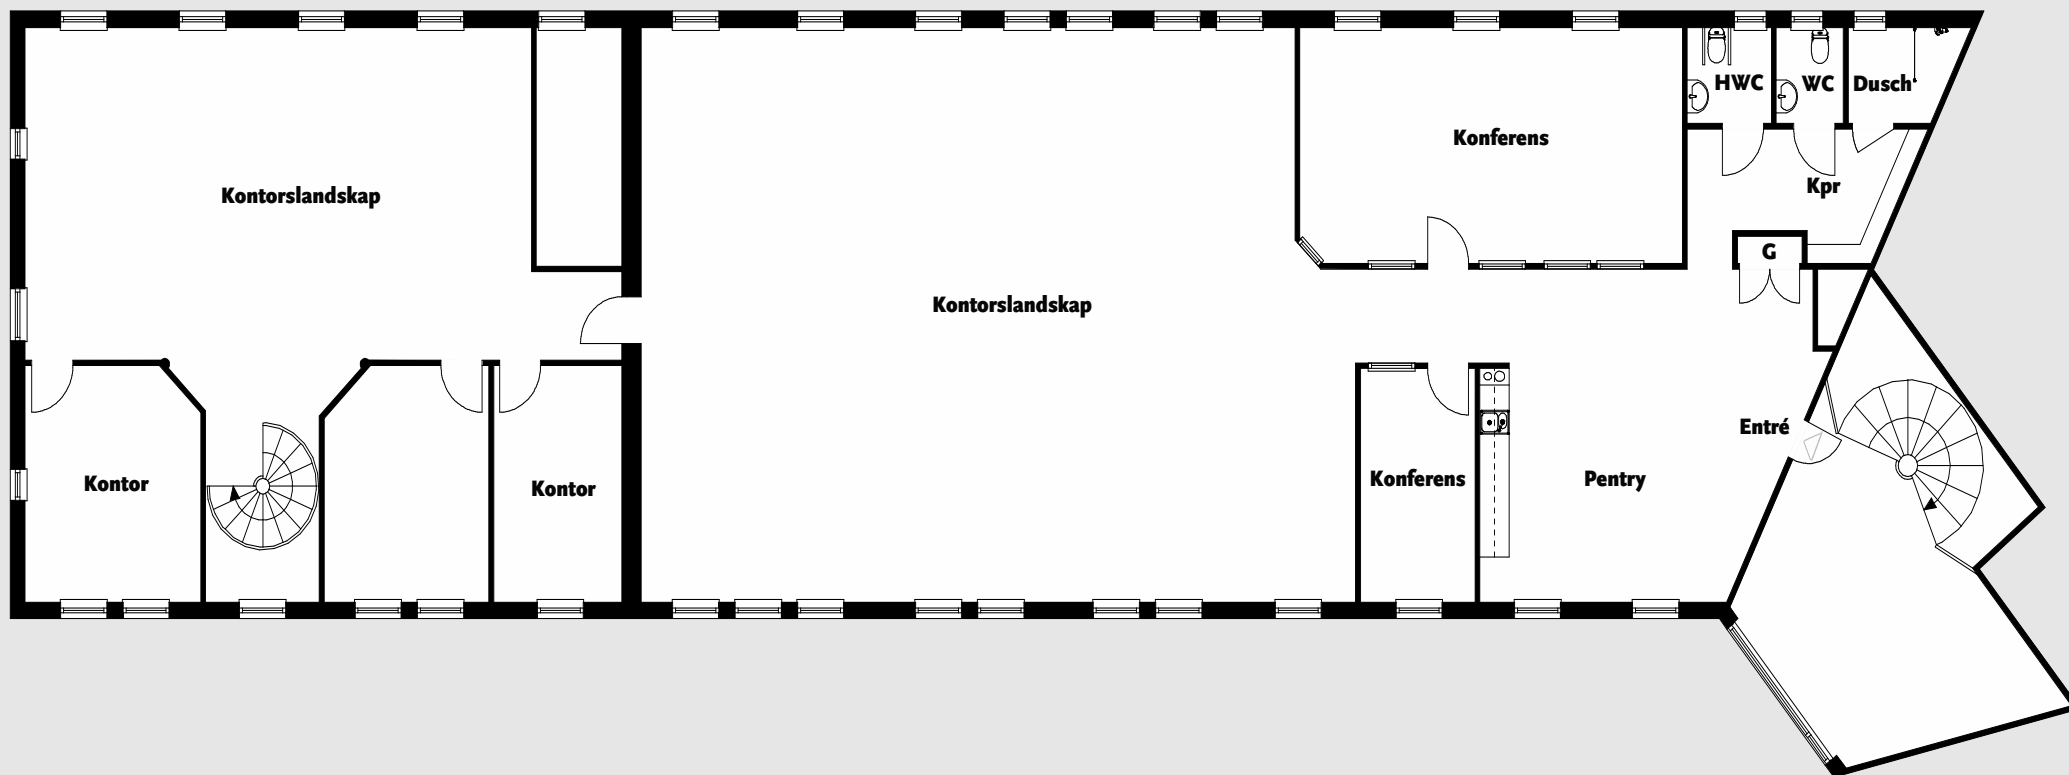 HWC
WC
Dusch
Konferens
Kpr
Kontorslandskap
G
Kontorslandskap
Entré
Kontor
Kontor
Konferens
Pentry